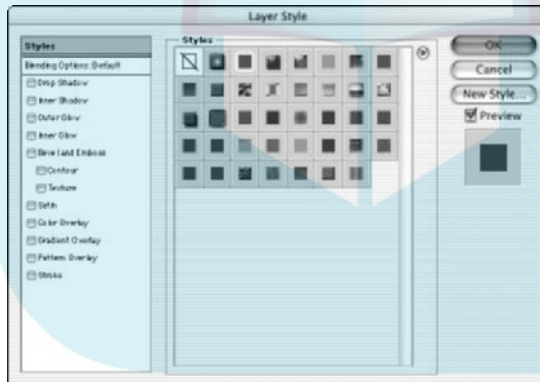 Layer Style
Styles
Blending Options: Default
Drop Shadow
Inner Shadow
Outer Glow
Inner Glow
Bevel and Emboss
Contour
Texture
Satin
Color Overlay
Gradient Overlay
Pattern Overlay
Stroke
Styles
OK
Cancel
New Style...
Preview